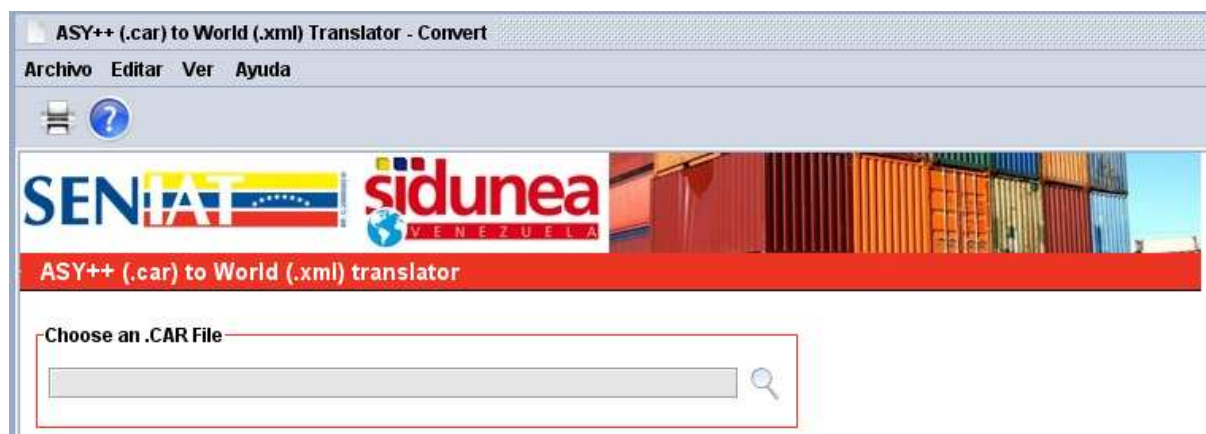 ASY++ (.car) to World (.xml) Translator - Convert
Archivo Editar Ver Ayuda
?
SENIAT
sidunea
VENEZUELA
ASY++ (.car) to World (.xml) translator
Choose an .CAR File